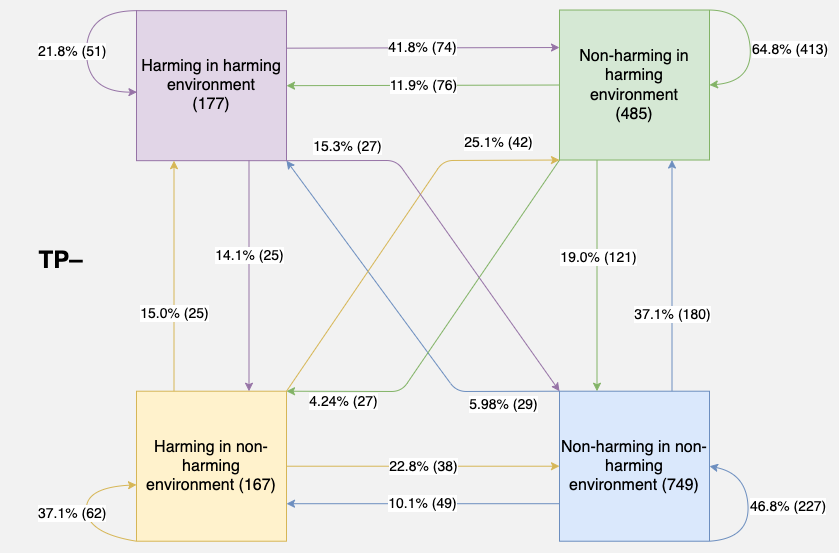 21.8% (51)
Harming in harming
environment
(177)
41.8% (74)
11.9% (76)
Non-harming in
harming
environment
(485)
64.8% (413)
15.3% (27)
25.1% (42)
TP–
14.1% (25)
19.0% (121)
15.0% (25)
37.1% (180)
4.24% (27)
5.98% (29)
Harming in non-
harming
environment (167)
22.8% (38)
10.1% (49)
Non-harming in non-
harming
environment (749)
37.1% (62)
46.8% (227)